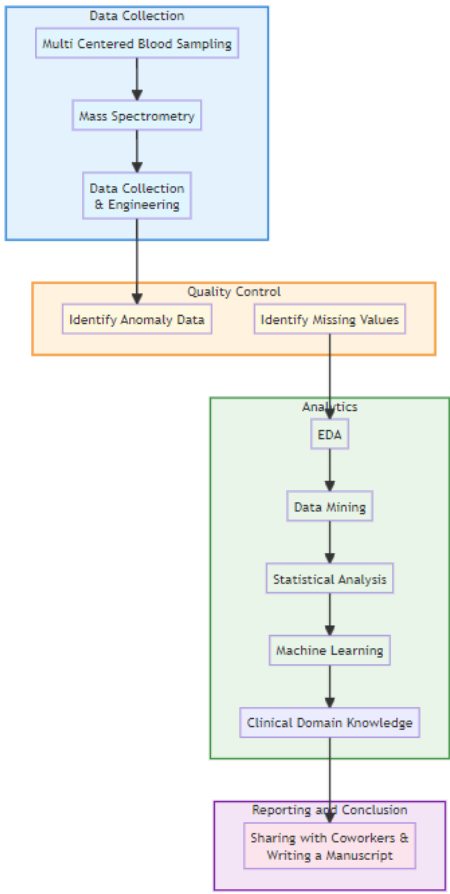 Data Collection
Multi Centered Blood Sampling
Mass Spectrometry
Data Collection
& Engineering
Quality Control
Identify Anomaly Data
Identify Missing Values
Analytics
EDA
Data Mining
Statistical Analysis
Machine Learning
Clinical Domain Knowledge
Reporting and Conclusion
Sharing with Coworkers &
Writing a Manuscript